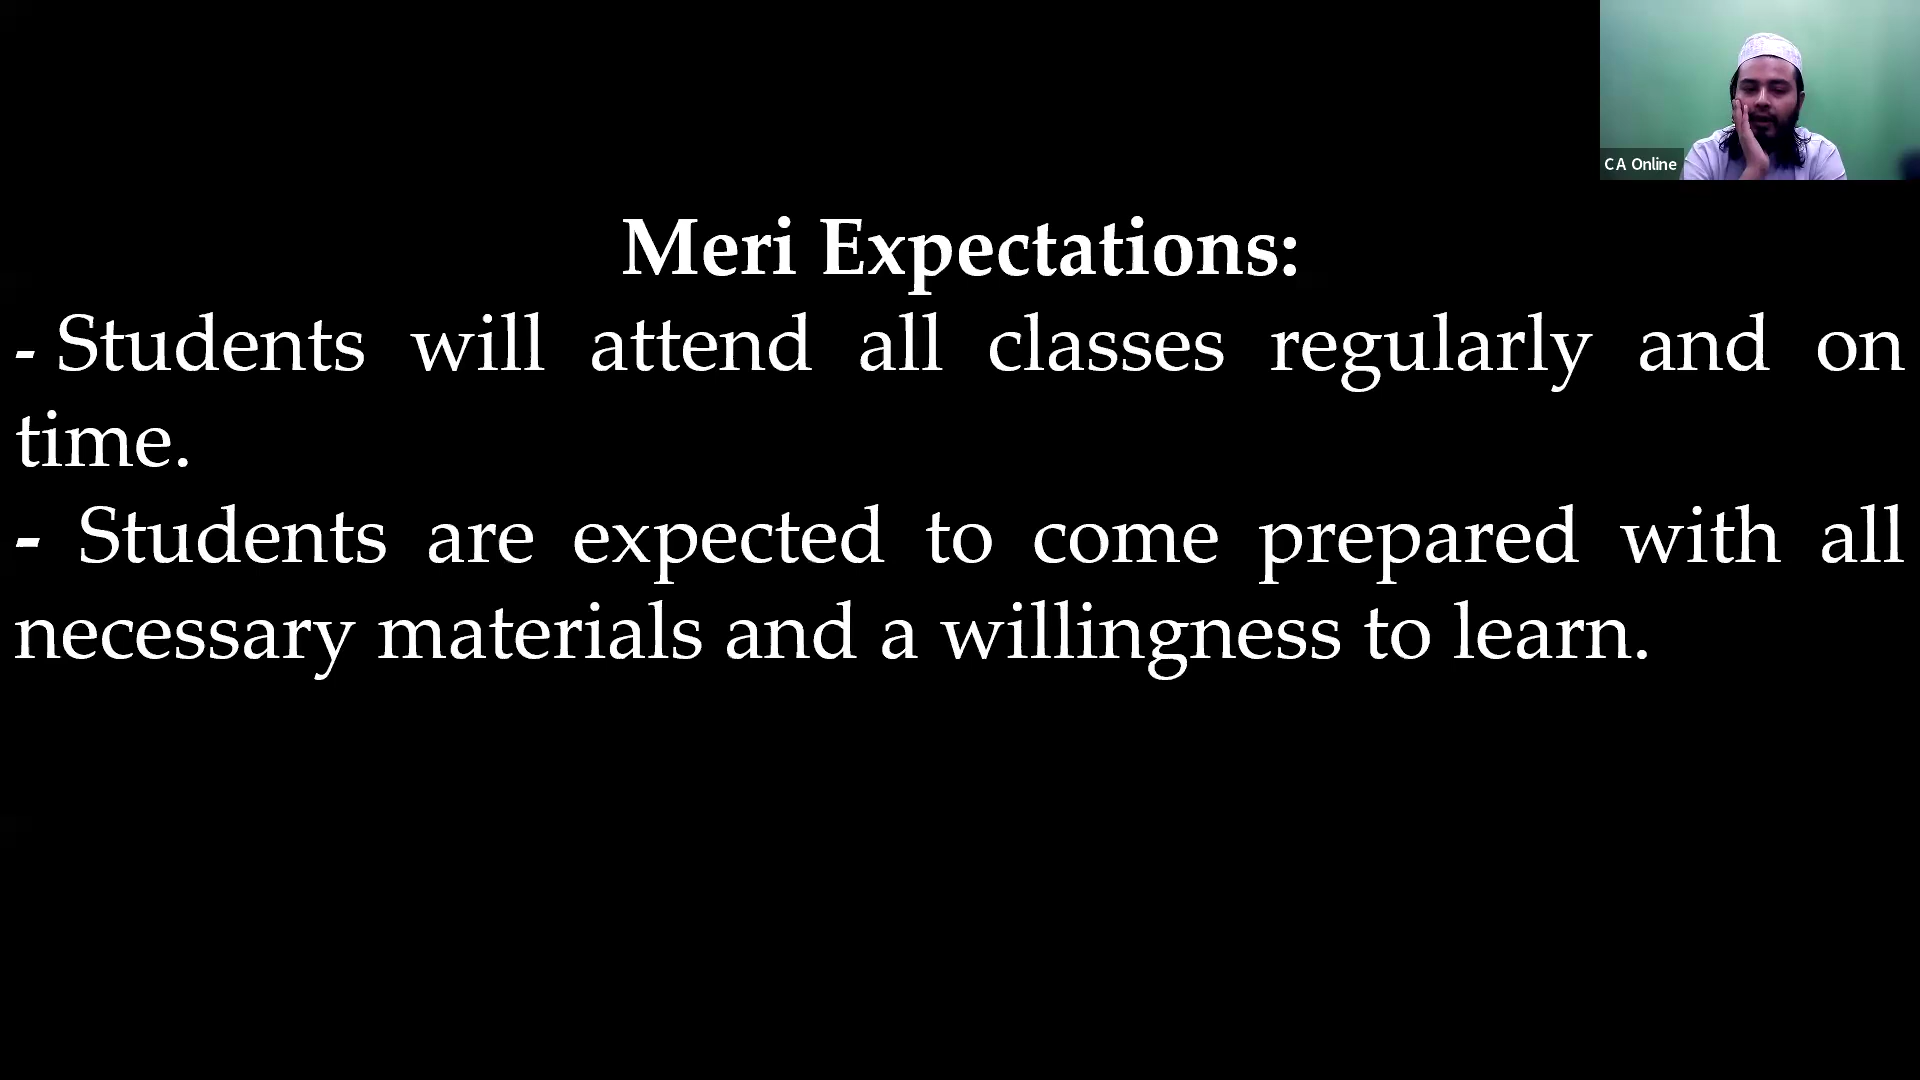 C A Online
Meri Expectations:
- Students will attend all classes regularly and on
time.
- Students are expected to come prepared with all
necessary materials and a willingness to learn.